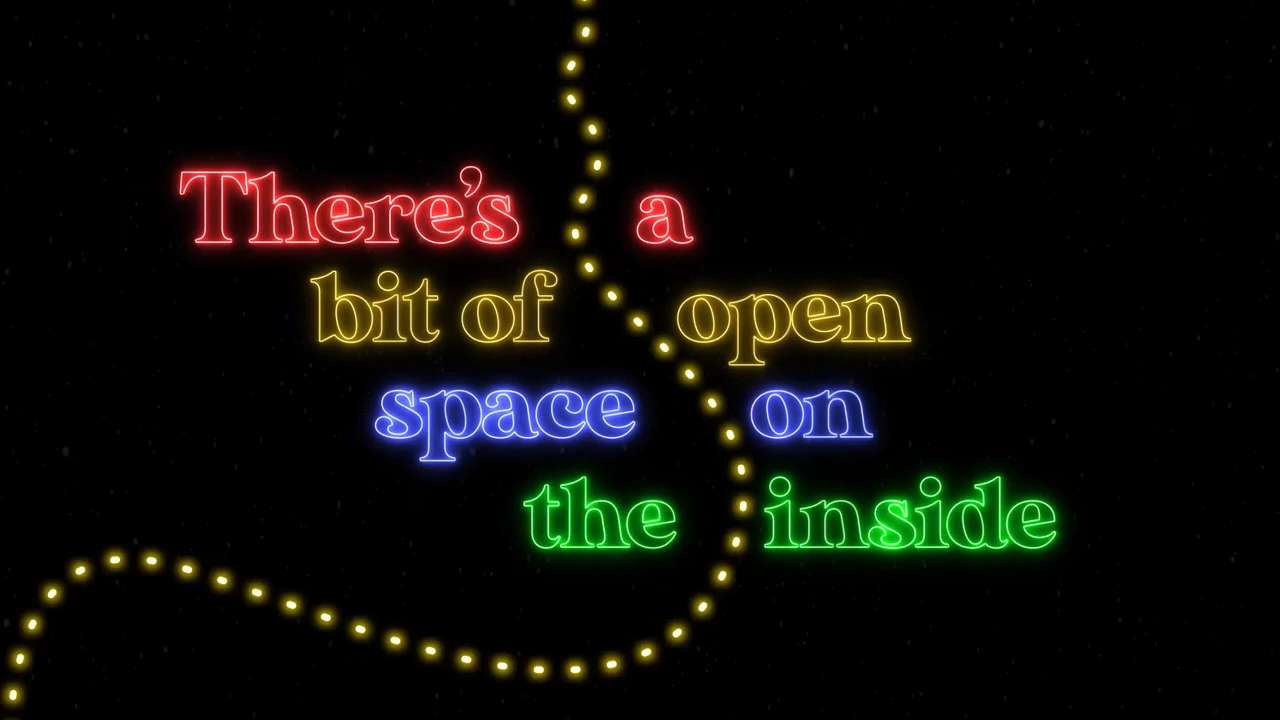 There's a
bit of open
space on
the inside